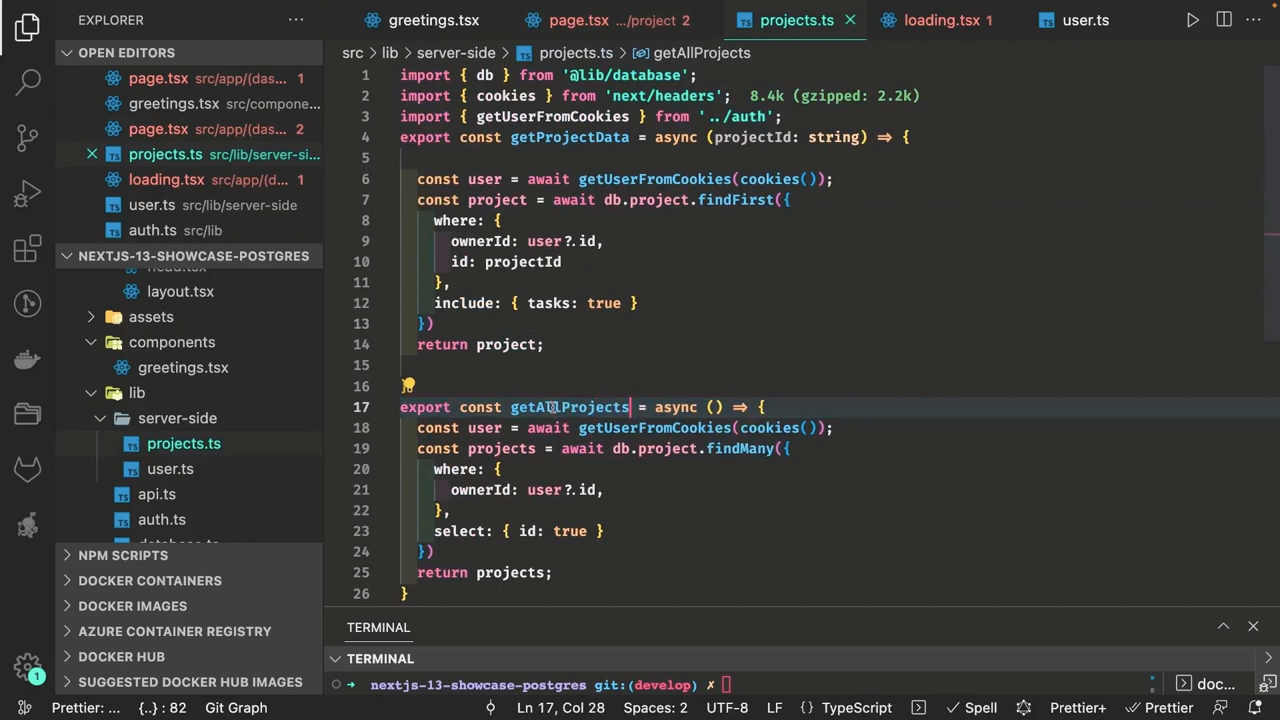 EXPLORER
greetings.tsx
page.tsx .../project 2
projects.ts
loading.tsx 1
user.ts
OPEN EDITORS
page.tsx src/app/(das... 1
greetings.tsx src/compone...
page.tsx src/app/(das... 2
projects.ts src/lib/server-si...
loading.tsx src/app/(d... 1
user.ts src/lib/server-side
auth.ts src/lib
NEXTJS-13-SHOWCASE-POSTGRES
head.tsx
layout.tsx
assets
components
greetings.tsx
lib
server-side
projects.ts
user.ts
api.ts
auth.ts
database.ts
NPM SCRIPTS
DOCKER CONTAINERS
DOCKER IMAGES
AZURE CONTAINER REGISTRY
DOCKER HUB
SUGGESTED DOCKER HUB IMAGES
src > lib > server-side > projects.ts > getAllProjects
1 import { db } from '@lib/database';
2 import { cookies } from 'next/headers'; 8.4k (gzipped: 2.2k)
3 import { getUserFromCookies } from '../auth';
4 export const getProjectData = async (projectId: string) => {
5
6 const user = await getUserFromCookies(cookies());
7 const project = await db.project.findFirst({
8 where: {
9 ownerId: user?.id,
10 id: projectId
11 },
12 include: { tasks: true }
13 })
14 return project;
15
16
17 export const getAllProjects = async () => {
18 const user = await getUserFromCookies(cookies());
19 const projects = await db.project.findMany({
20 where: {
21 ownerId: user?.id,
22 },
23 select: { id: true }
24 })
25 return projects;
26 }
TERMINAL
TERMINAL
nextjs-13-showcase-postgres git:(develop) ✗
doc...
1
Prettier: ... {..} : 82 Git Graph Ln 17, Col 28 Spaces: 2 UTF-8 LF TypeScript Spell Prettier+ Prettier